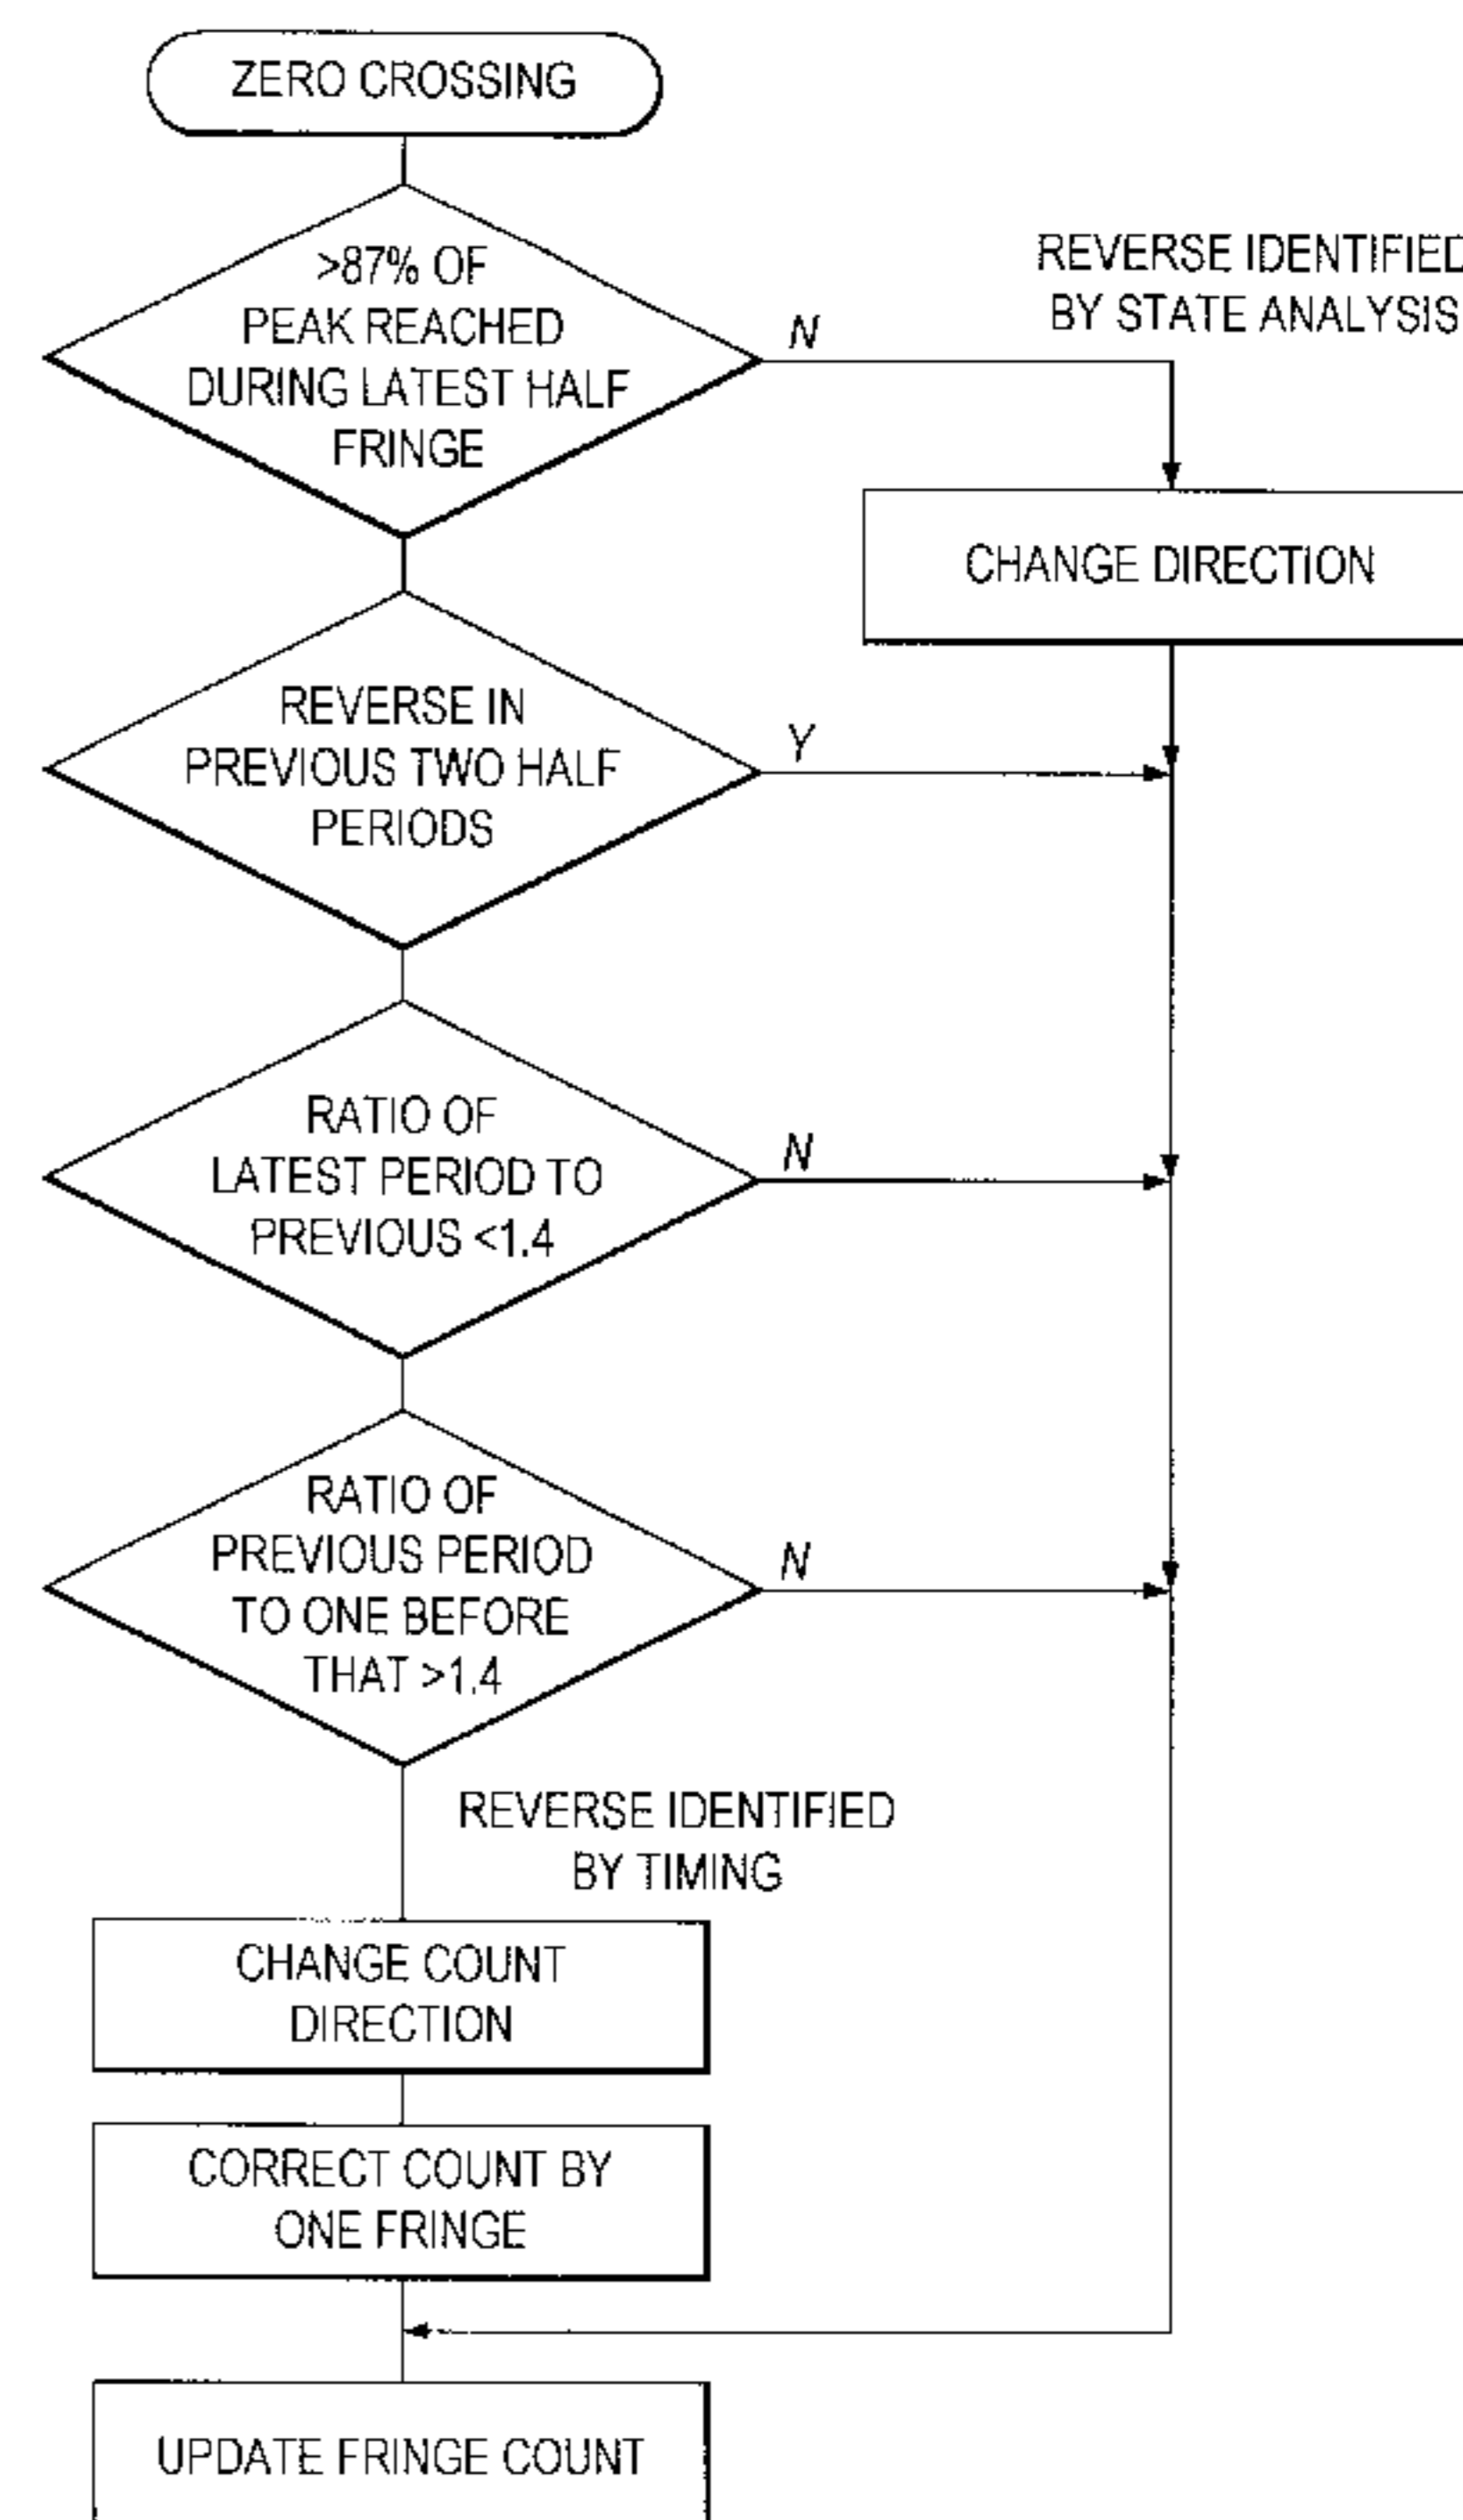 ZERO CROSSING
>87% OF
PEAK REACHED
DURING LATEST HALF
FRINGE
N
REVERSE IDENTIFIED
BY STATE ANALYSIS
CHANGE DIRECTION
REVERSE IN
PREVIOUS TWO HALF
PERIODS
Y
RATIO OF
LATEST PERIOD TO
PREVIOUS <1.4
N
RATIO OF
PREVIOUS PERIOD
TO ONE BEFORE
THAT >1.4
N
REVERSE IDENTIFIED
BY TIMING
CHANGE COUNT
DIRECTION
CORRECT COUNT BY
ONE FRINGE
UPDATE FRINGE COUNT